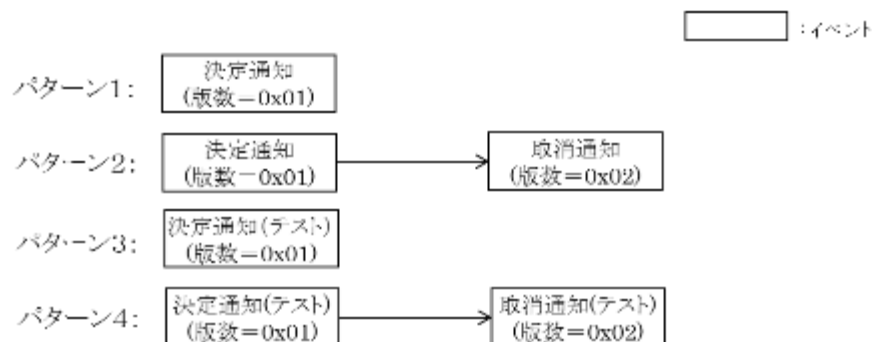 ：イベント
パターン1：
決定通知
(版数＝0x01)
パターン2：
決定通知
(版数＝0x01)
取消通知
(版数＝0x02)
パターン3：
決定通知(テスト)
(版数＝0x01)
パターン4：
決定通知(テスト)
(版数＝0x01)
取消通知(テスト)
(版数＝0x02)